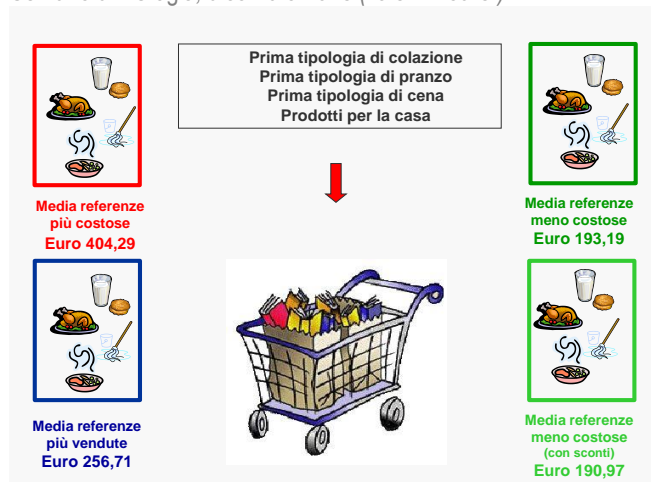 Prima tipologia di colazione
Prima tipologia di pranzo
Prima tipologia di cena
Prodotti per la casa
Media referenze
più costose
Euro 404,29
Media referenze
meno costose
Euro 193,19
Media referenze
più vendute
Euro 256,71
Media referenze
meno costose
(con sconti)
Euro 190,97